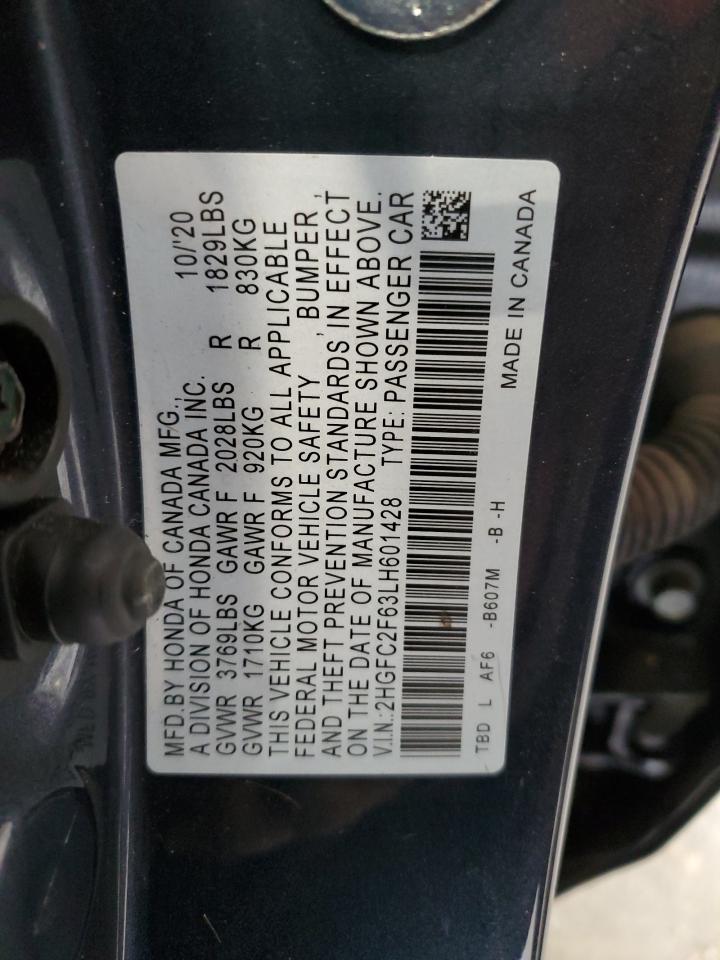 MFD.BY HONDA OF CANADA MFG., 10/'20
A DIVISION OF HONDA CANADA INC.
GVWR 3769LBS GAWR F 2028LBS R 1829LBS
GVWR 1710KG GAWR F 920KG R 830KG
THIS VEHICLE CONFORMS TO ALL APPLICABLE
FEDERAL MOTOR VEHICLE SAFETY , BUMPER ,
AND THEFT PREVENTION STANDARDS IN EFFECT
ON THE DATE OF MANUFACTURE SHOWN ABOVE.
V.I.N.:2HGFC2F63LH601428 TYPE: PASSENGER CAR
TBD L AF6 -B607M -B -H MADE IN CANADA